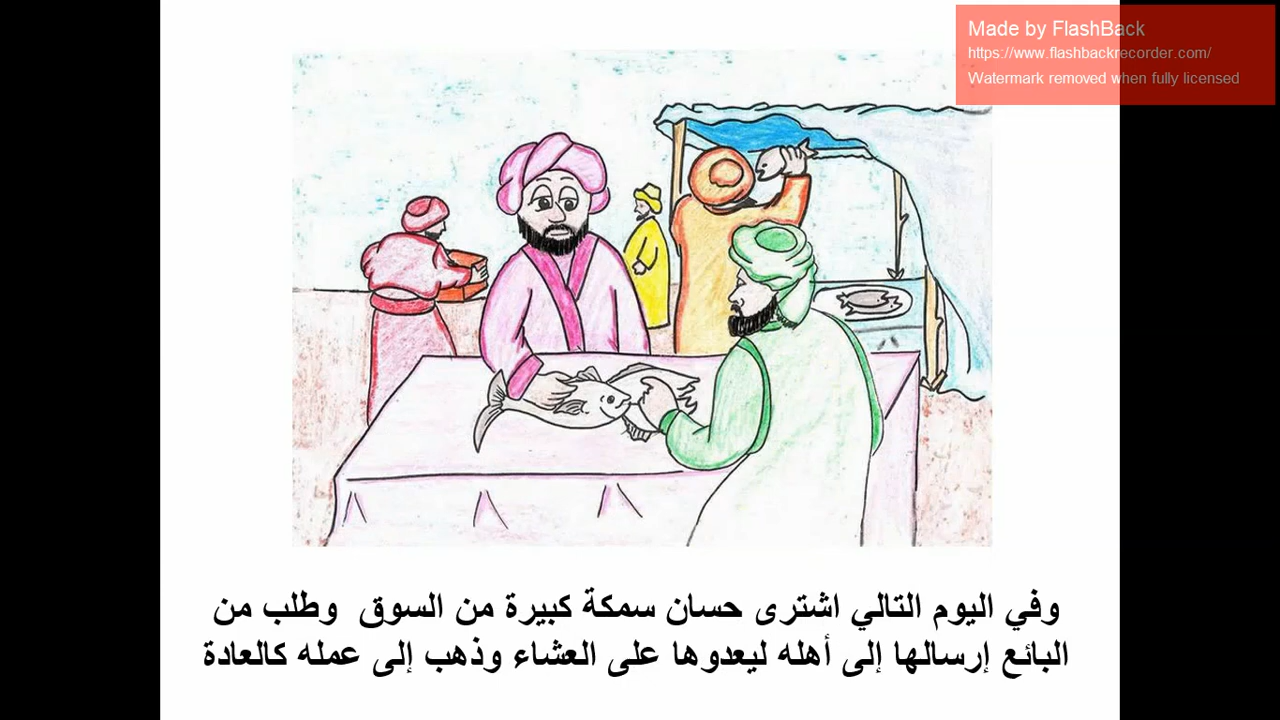 Made by FlashBack
https://www.flashbackrecorder.com/
Watermark removed when fully licensed
وفي اليوم التالي اشترى حسان سمكة كبيرة من السوق وطلب من
البائع إرسالها إلى أهله ليعدوها على العشاء وذهب إلى عمله كالعادة